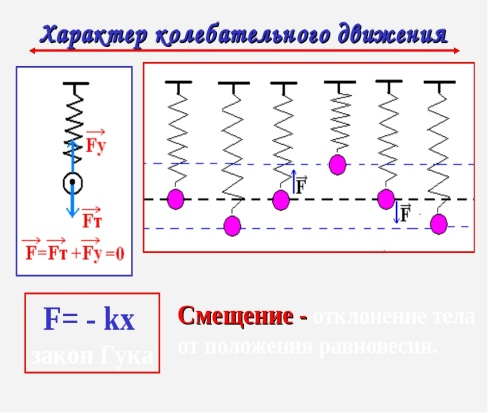 Характер колебательного движения
Fу
Fт
F=Fт+Fу=0
F
F
F= - kx
закон Гука
Смещение - отклонение тела
от положения равновесия.